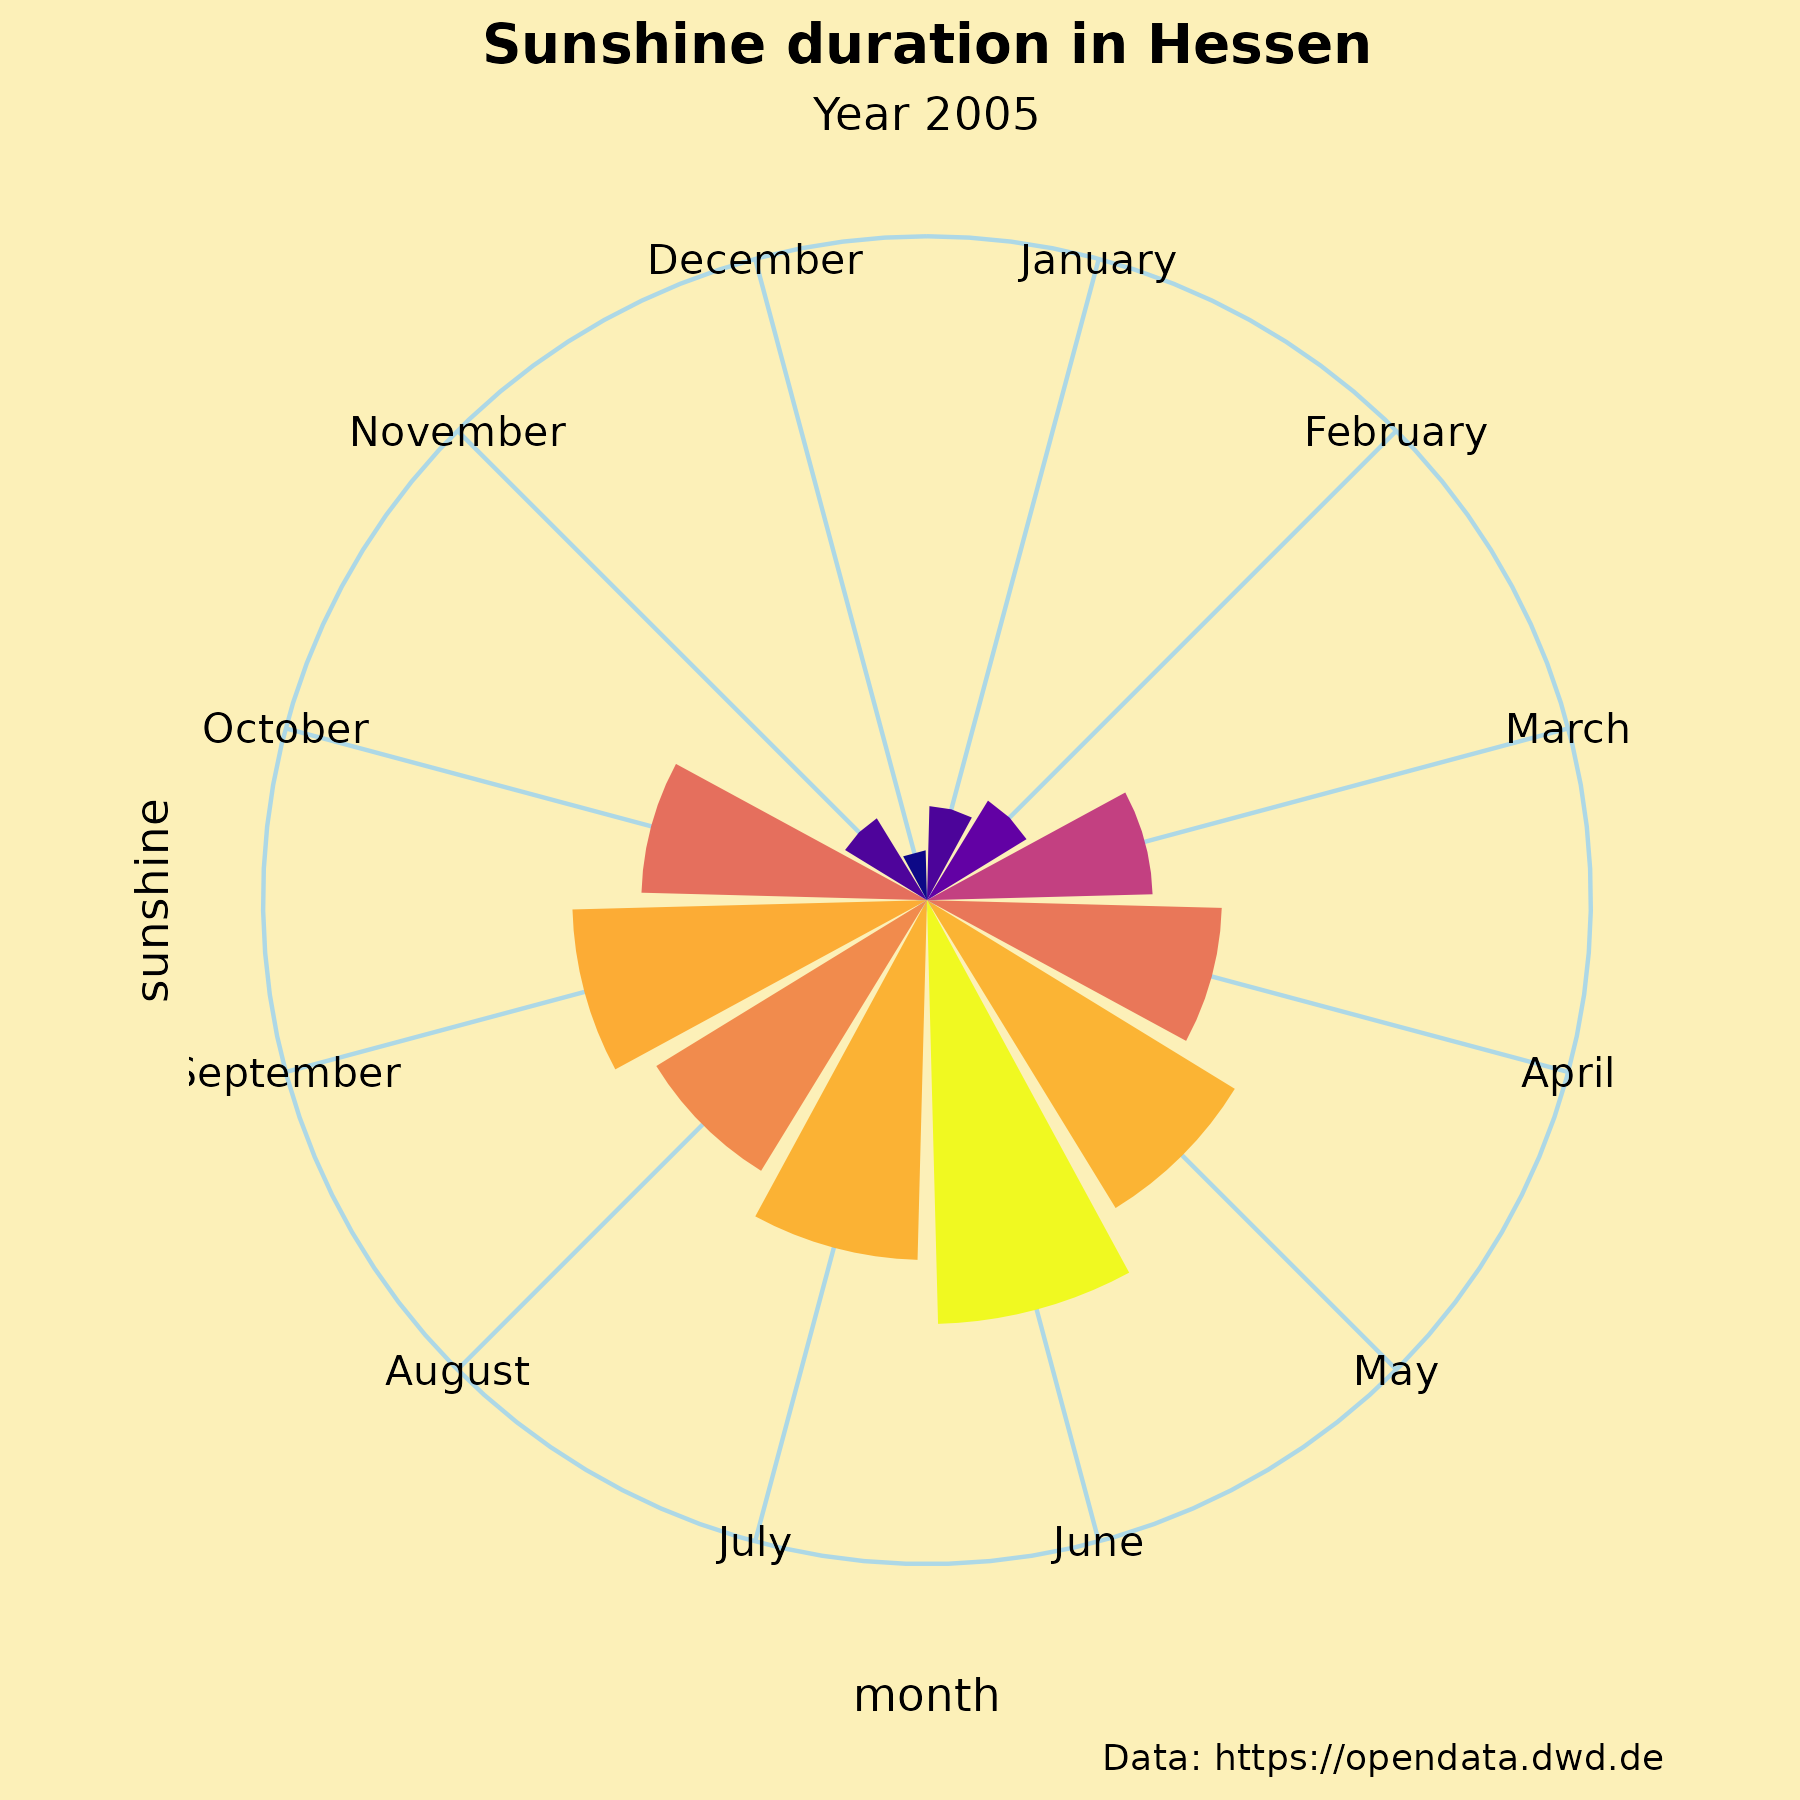 Sunshine duration in Hessen
Year 2005
December
January
November
February
October
March
sunshine
September
April
August
May
July
June
month
Data: https://opendata.dwd.de